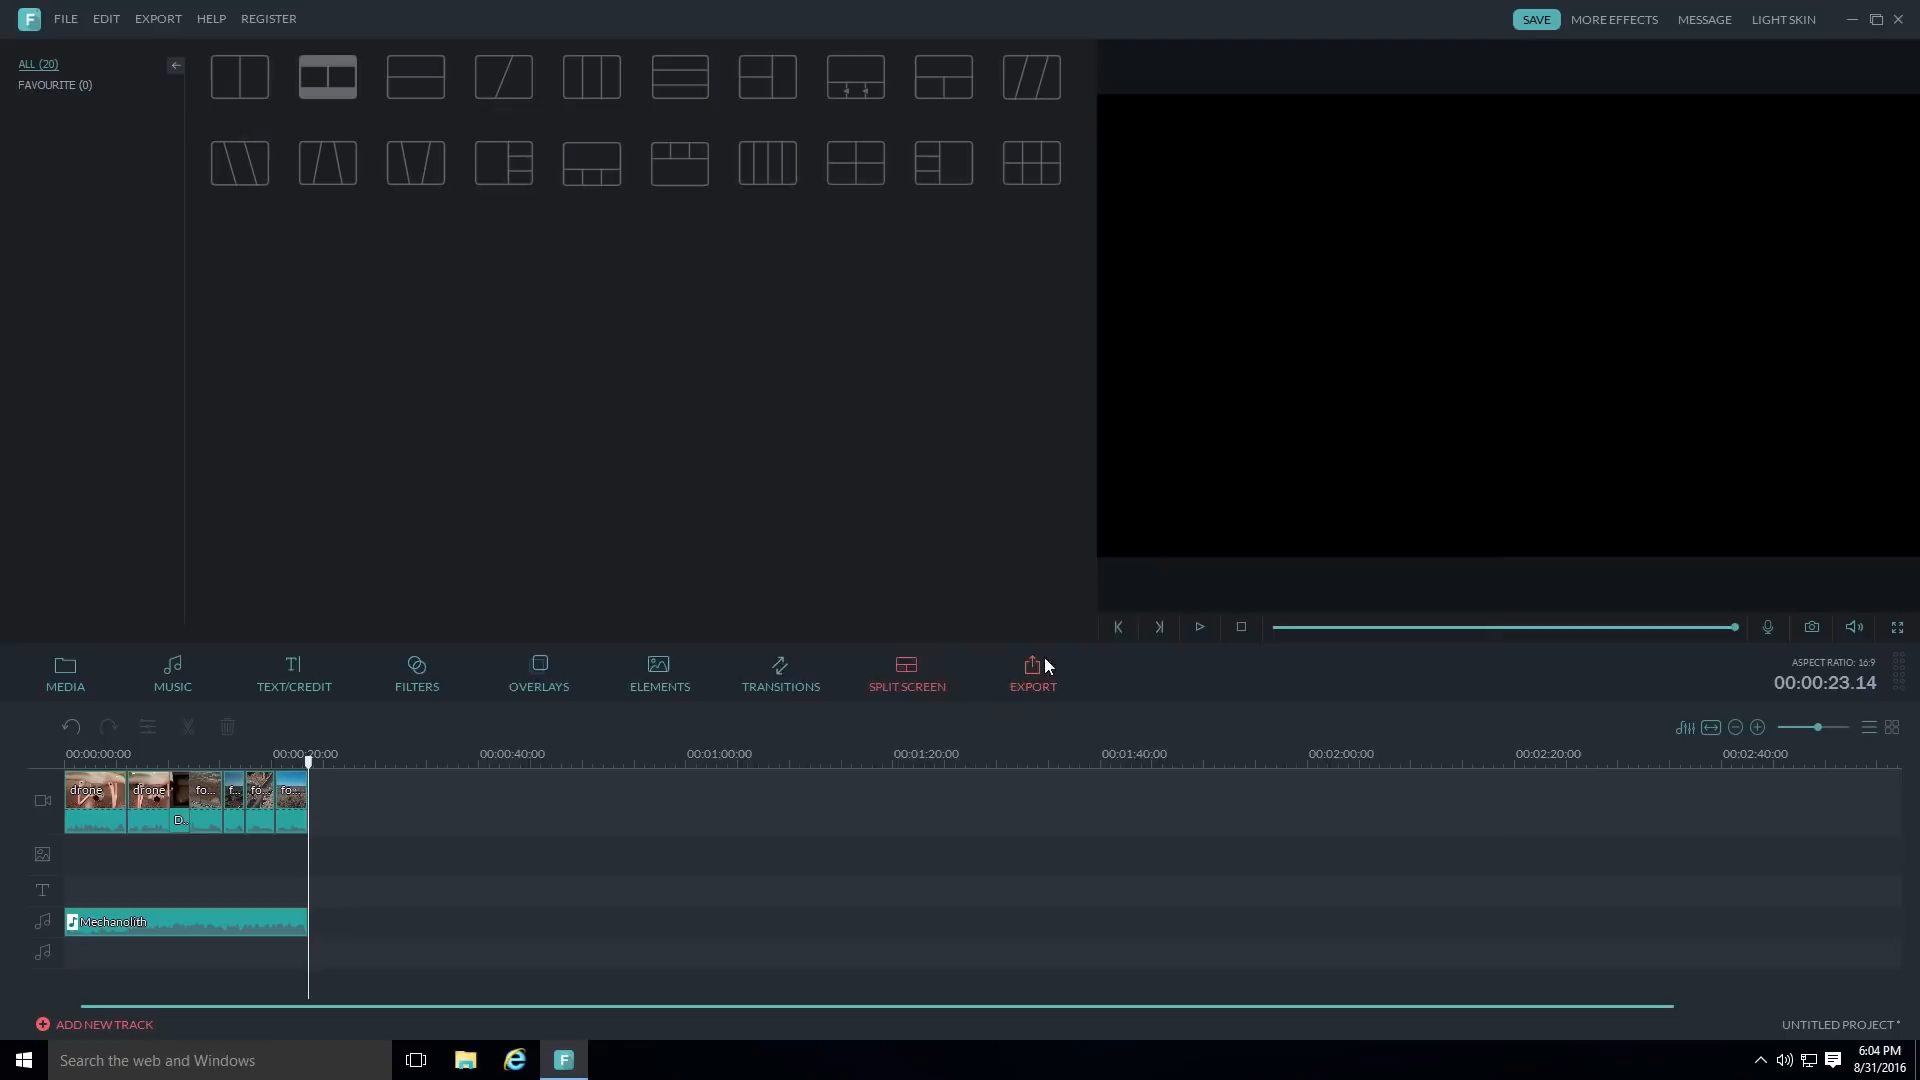 F FILE EDIT EXPORT HELP REGISTER SAVE MORE EFFECTS MESSAGE LIGHT SKIN
ALL (20)
FAVOURITE (0)
MEDIA MUSIC TEXT/CREDIT FILTERS OVERLAYS ELEMENTS TRANSITIONS SPLIT SCREEN EXPORT
ASPECT RATIO: 16:9
00:00:23.14
00:00:00:00 00:00:20:00 00:00:40:00 00:01:00:00 00:01:20:00 00:01:40:00 00:02:00:00 00:02:20:00 00:02:40:00
drone drone fo... f... fo... fo...
D..
T
Mechanolith
ADD NEW TRACK
UNTITLED PROJECT *
Search the web and Windows
F
6:04 PM
8/31/2016